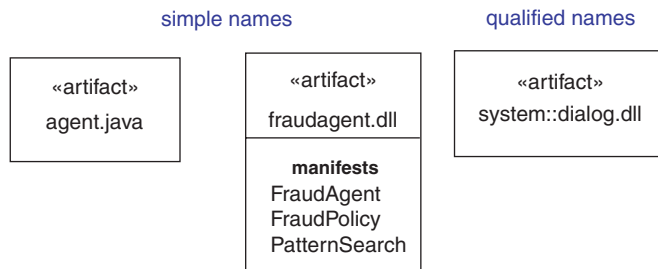 simple names
qualified names
«artifact»
agent.java
«artifact»
fraudagent.dll
manifests
FraudAgent
FraudPolicy
PatternSearch
«artifact»
system::dialog.dll